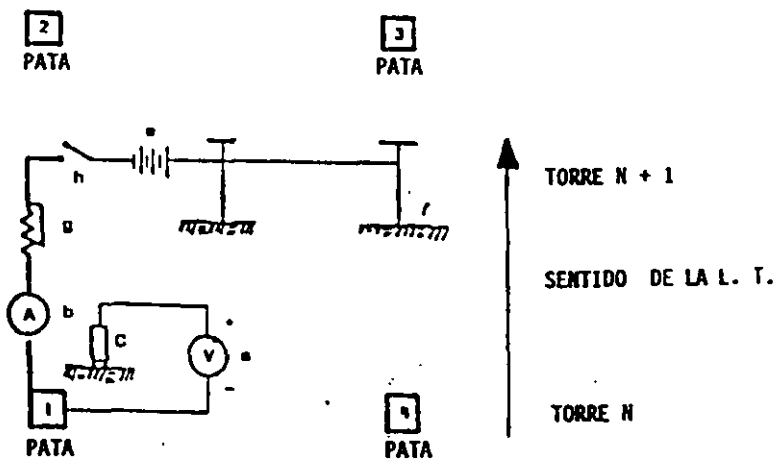 2
PATA
3
PATA
e
h
f
g
A
b
C
V
a
+
-
1
PATA
4
PATA
TORRE N + 1
SENTIDO DE LA L. T.
TORRE N